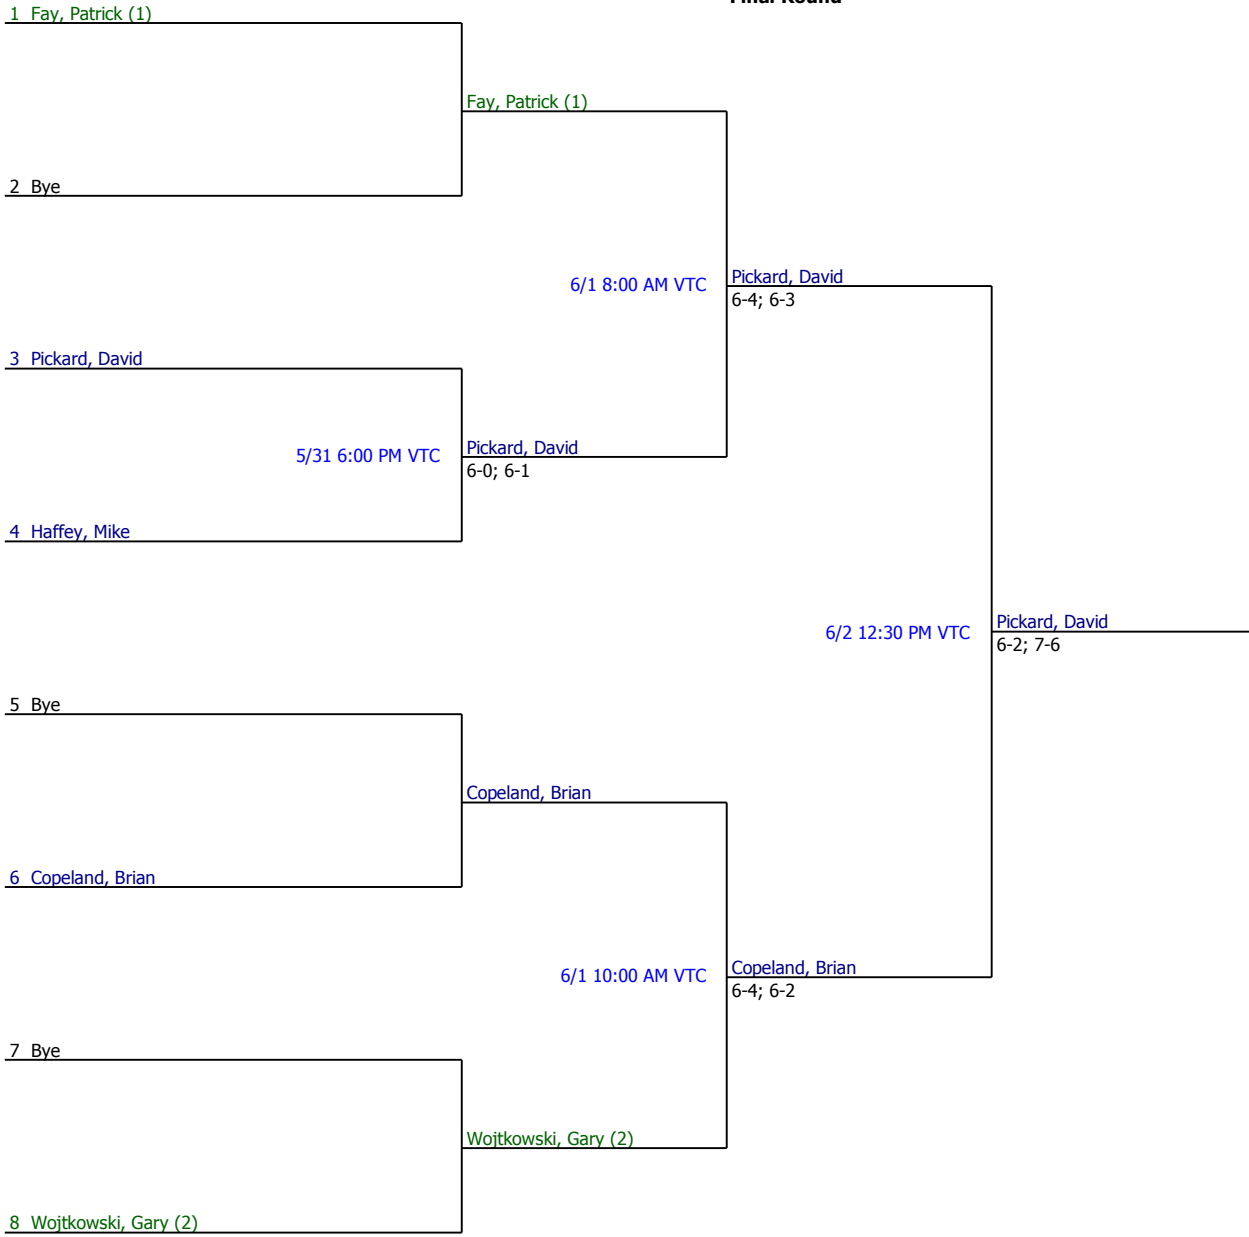 Final Round
1 Fay, Patrick (1)
Fay, Patrick (1)
2 Bye
6/1 8:00 AM VTC
Pickard, David
6-4; 6-3
3 Pickard, David
5/31 6:00 PM VTC
Pickard, David
6-0; 6-1
4 Haffey, Mike
6/2 12:30 PM VTC
Pickard, David
6-2; 7-6
5 Bye
Copeland, Brian
6 Copeland, Brian
6/1 10:00 AM VTC
Copeland, Brian
6-4; 6-2
7 Bye
Wojtkowski, Gary (2)
8 Wojtkowski, Gary (2)